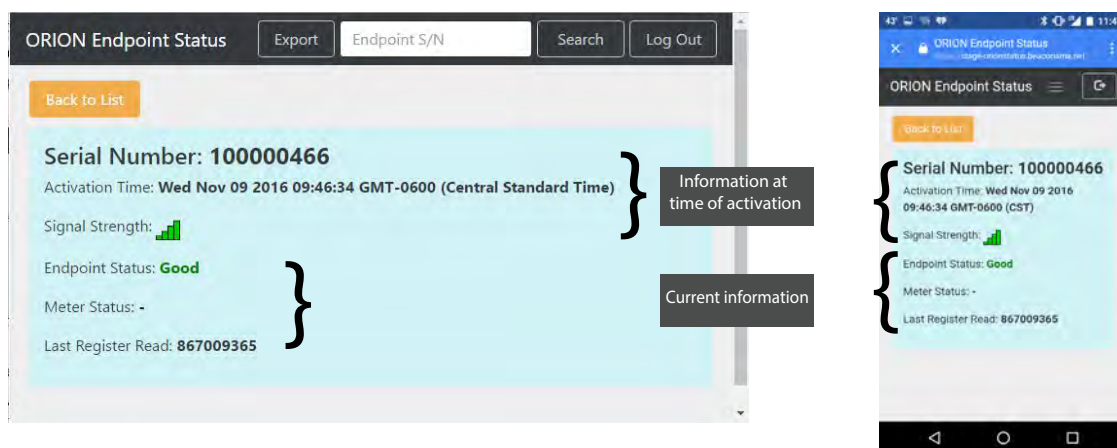 ORION Endpoint Status
Export
Endpoint S/N
Search
Log Out
Back to List
Serial Number: 100000466
Activation Time: Wed Nov 09 2016 09:46:34 GMT-0600 (Central Standard Time)
Signal Strength:
Endpoint Status: Good
Meter Status: -
Last Register Read: 867009365
Information at
time of activation
Current information
43°
11:4
ORION Endpoint Status
ORION Endpoint Status
Back to List
Serial Number: 100000466
Activation Time: Wed Nov 09 2016
09:46:34 GMT-0600 (CST)
Signal Strength:
Endpoint Status: Good
Meter Status: -
Last Register Read: 867009365